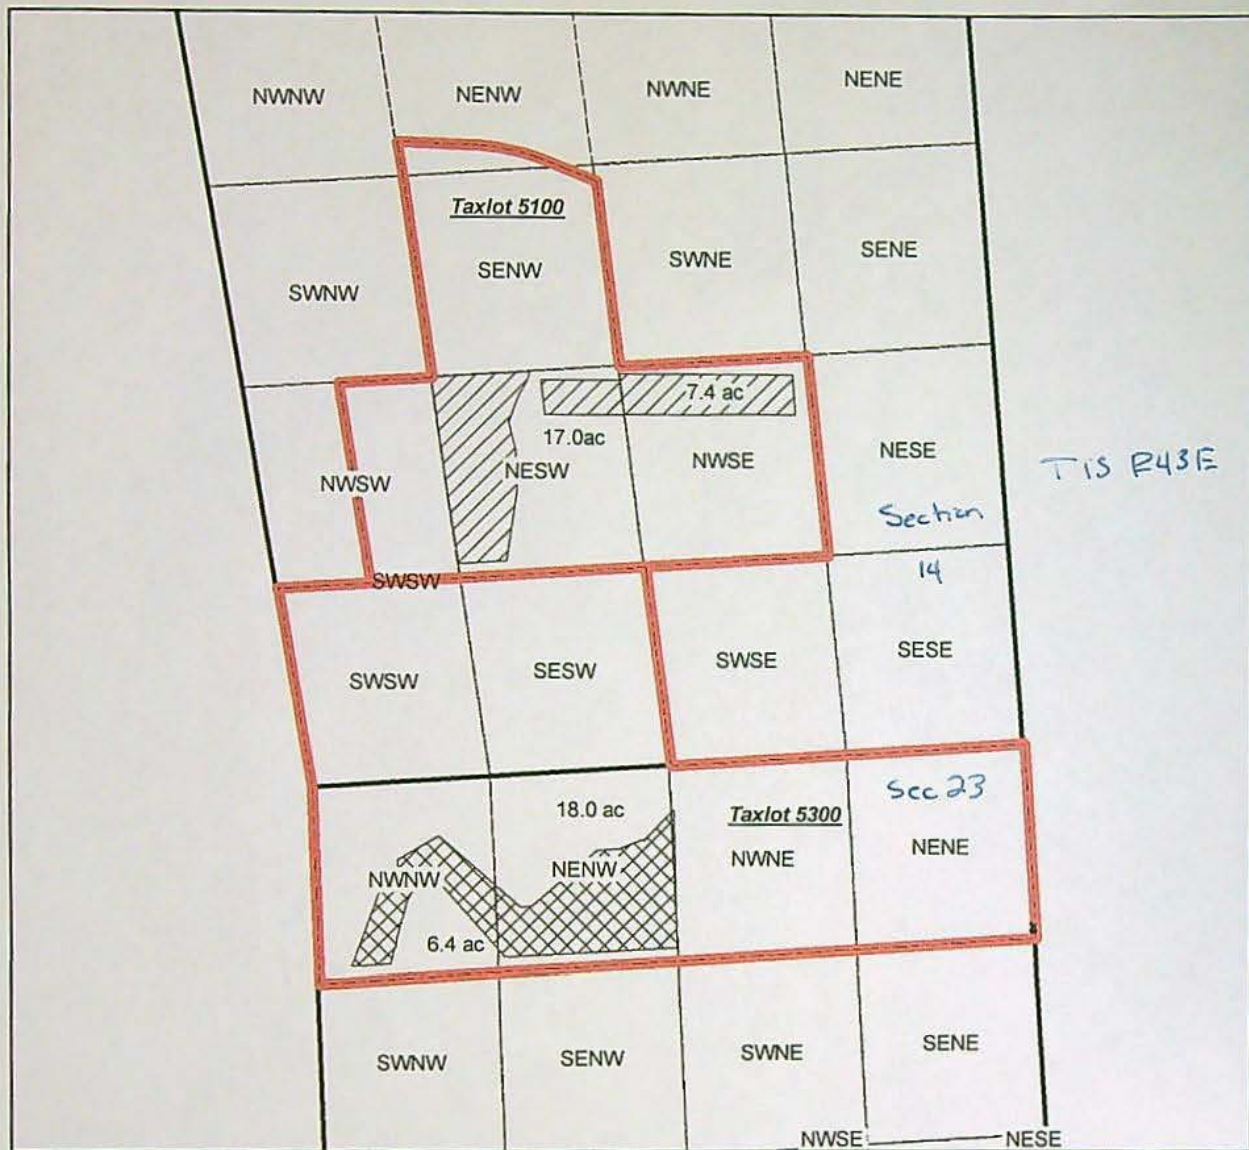 NWNW NENW NWNE NENE
Taxlot 5100
SWNW SENW SWNE SENE
7.4 ac
17.0ac
NWSW NESW NWSE NESE
T1S R43E
Section
14
SWSW
SWSW SESW SWSE SESE
18.0 ac Taxlot 5300 Sec 23
NWNW NENW NWNE NENE
6.4 ac
SWNW SENW SWNE SENE
NWSE NESE